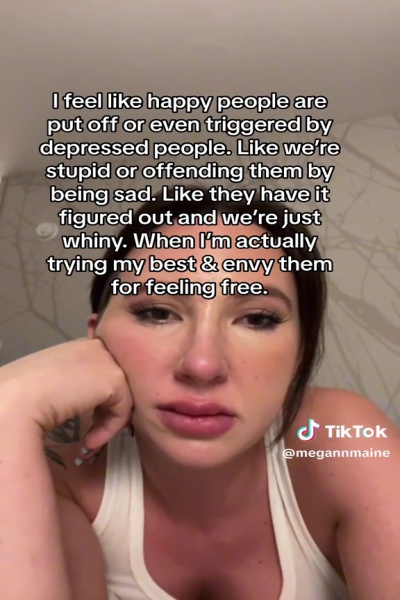 I feel like happy people are
put off or even triggered by
depressed people. Like we're
stupid or offending them by
being sad. Like they have it
figured out and we're just
whiny. When I'm actually
trying my best & envy them
for feeling free.
TikTok
@megannmaine